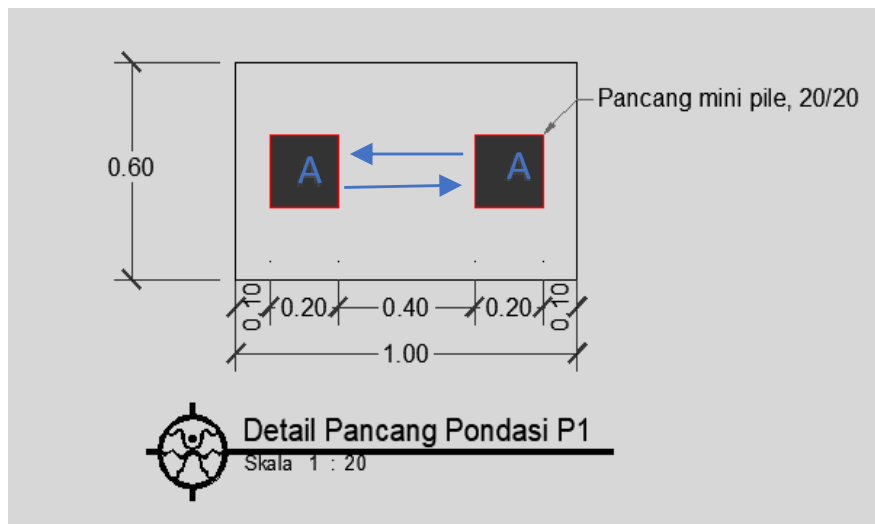 Pancang mini pile, 20/20
A
A
0.60
0.10
0.20
0.40
0.20
0.10
1.00
Detail Pancang Pondasi P1
Skala 1 : 20